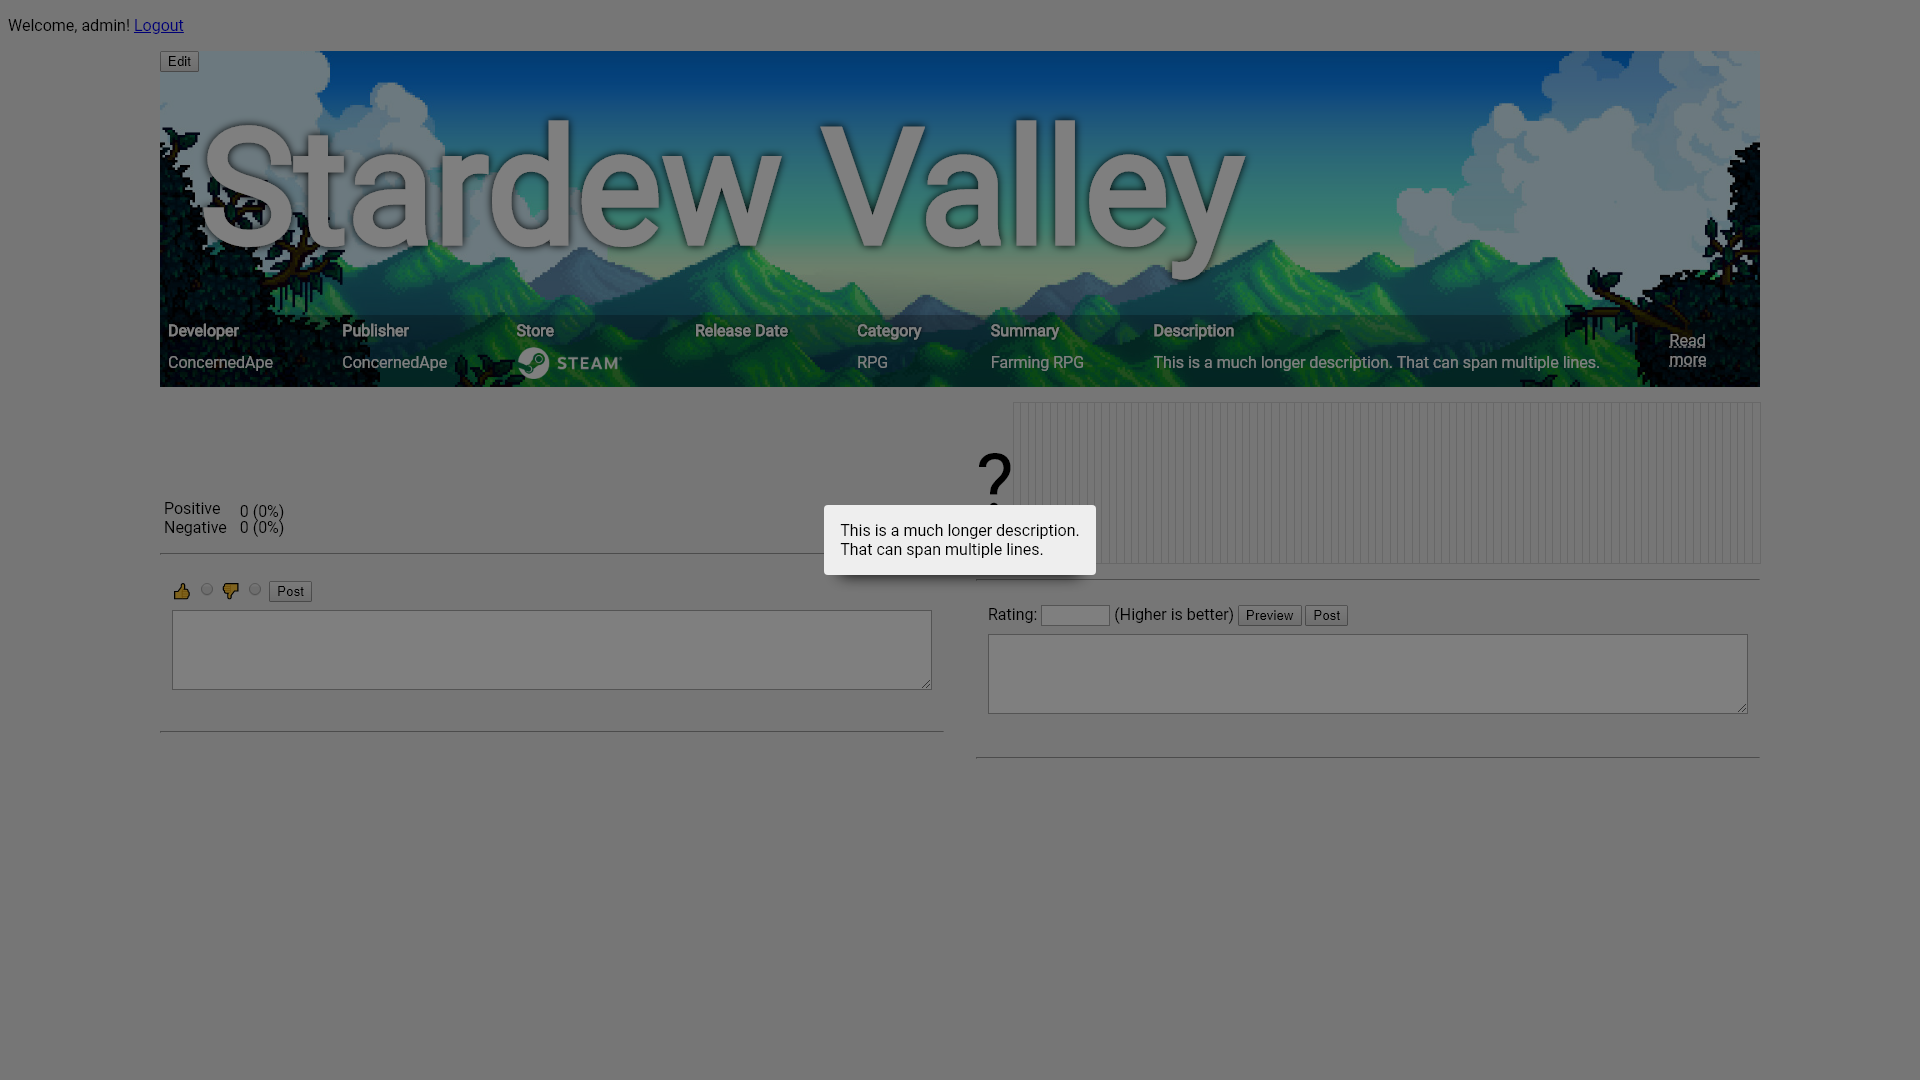 Welcome, admin! Logout
Edit
Stardew Valley
Developer Publisher Store Release Date Category Summary Description
ConcernedApe ConcernedApe STEAM RPG Farming RPG This is a much longer description. That can span multiple lines.
Read
more
?
Positive 0 (0%)
Negative 0 (0%)
This is a much longer description.
That can span multiple lines.
Post
Rating: (Higher is better) Preview Post